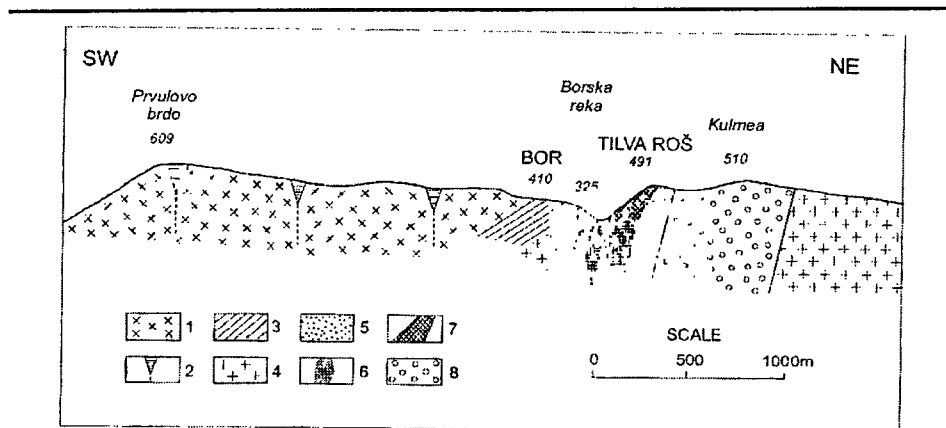 SW
NE
Prvulovo
brdo
609
Borska
reka
BOR
410
325
TILVA ROŠ
491
Kulmea
510
1
3
5
7
2
4
6
8
SCALE
0 500 1000m